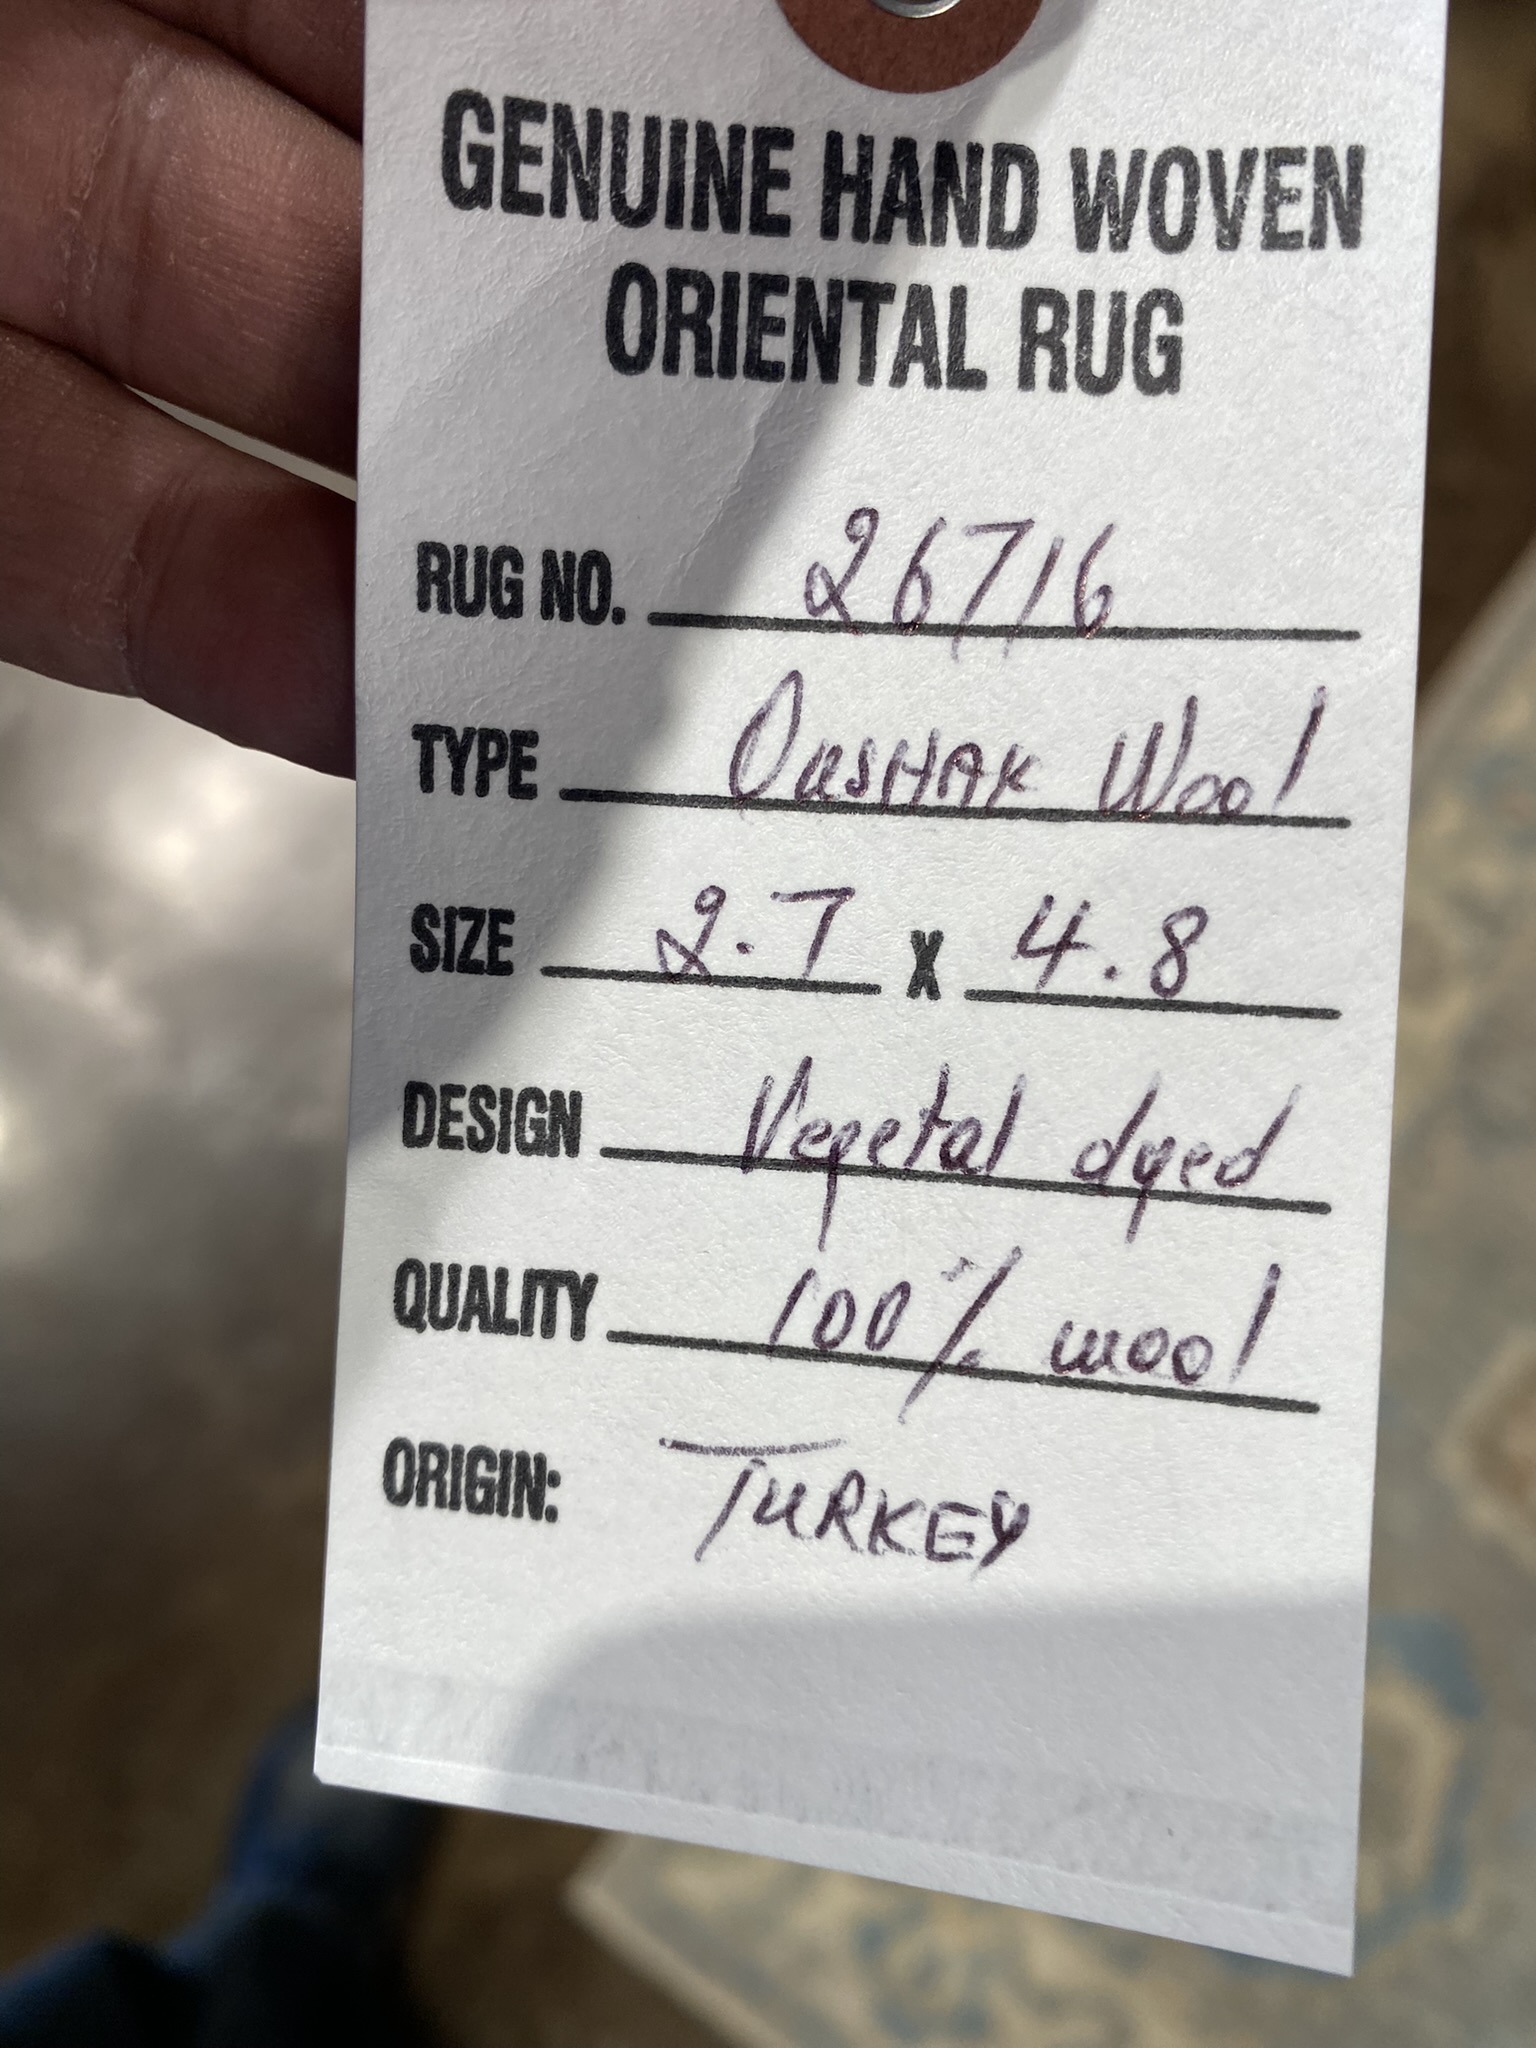 GENUINE HAND WOVEN
ORIENTAL RUG
RUG NO. 26716
TYPE OUSHAK Wool
SIZE 2.7 X 4.8
DESIGN Vegetal dyed
QUALITY 100% wool
ORIGIN: TURKEY